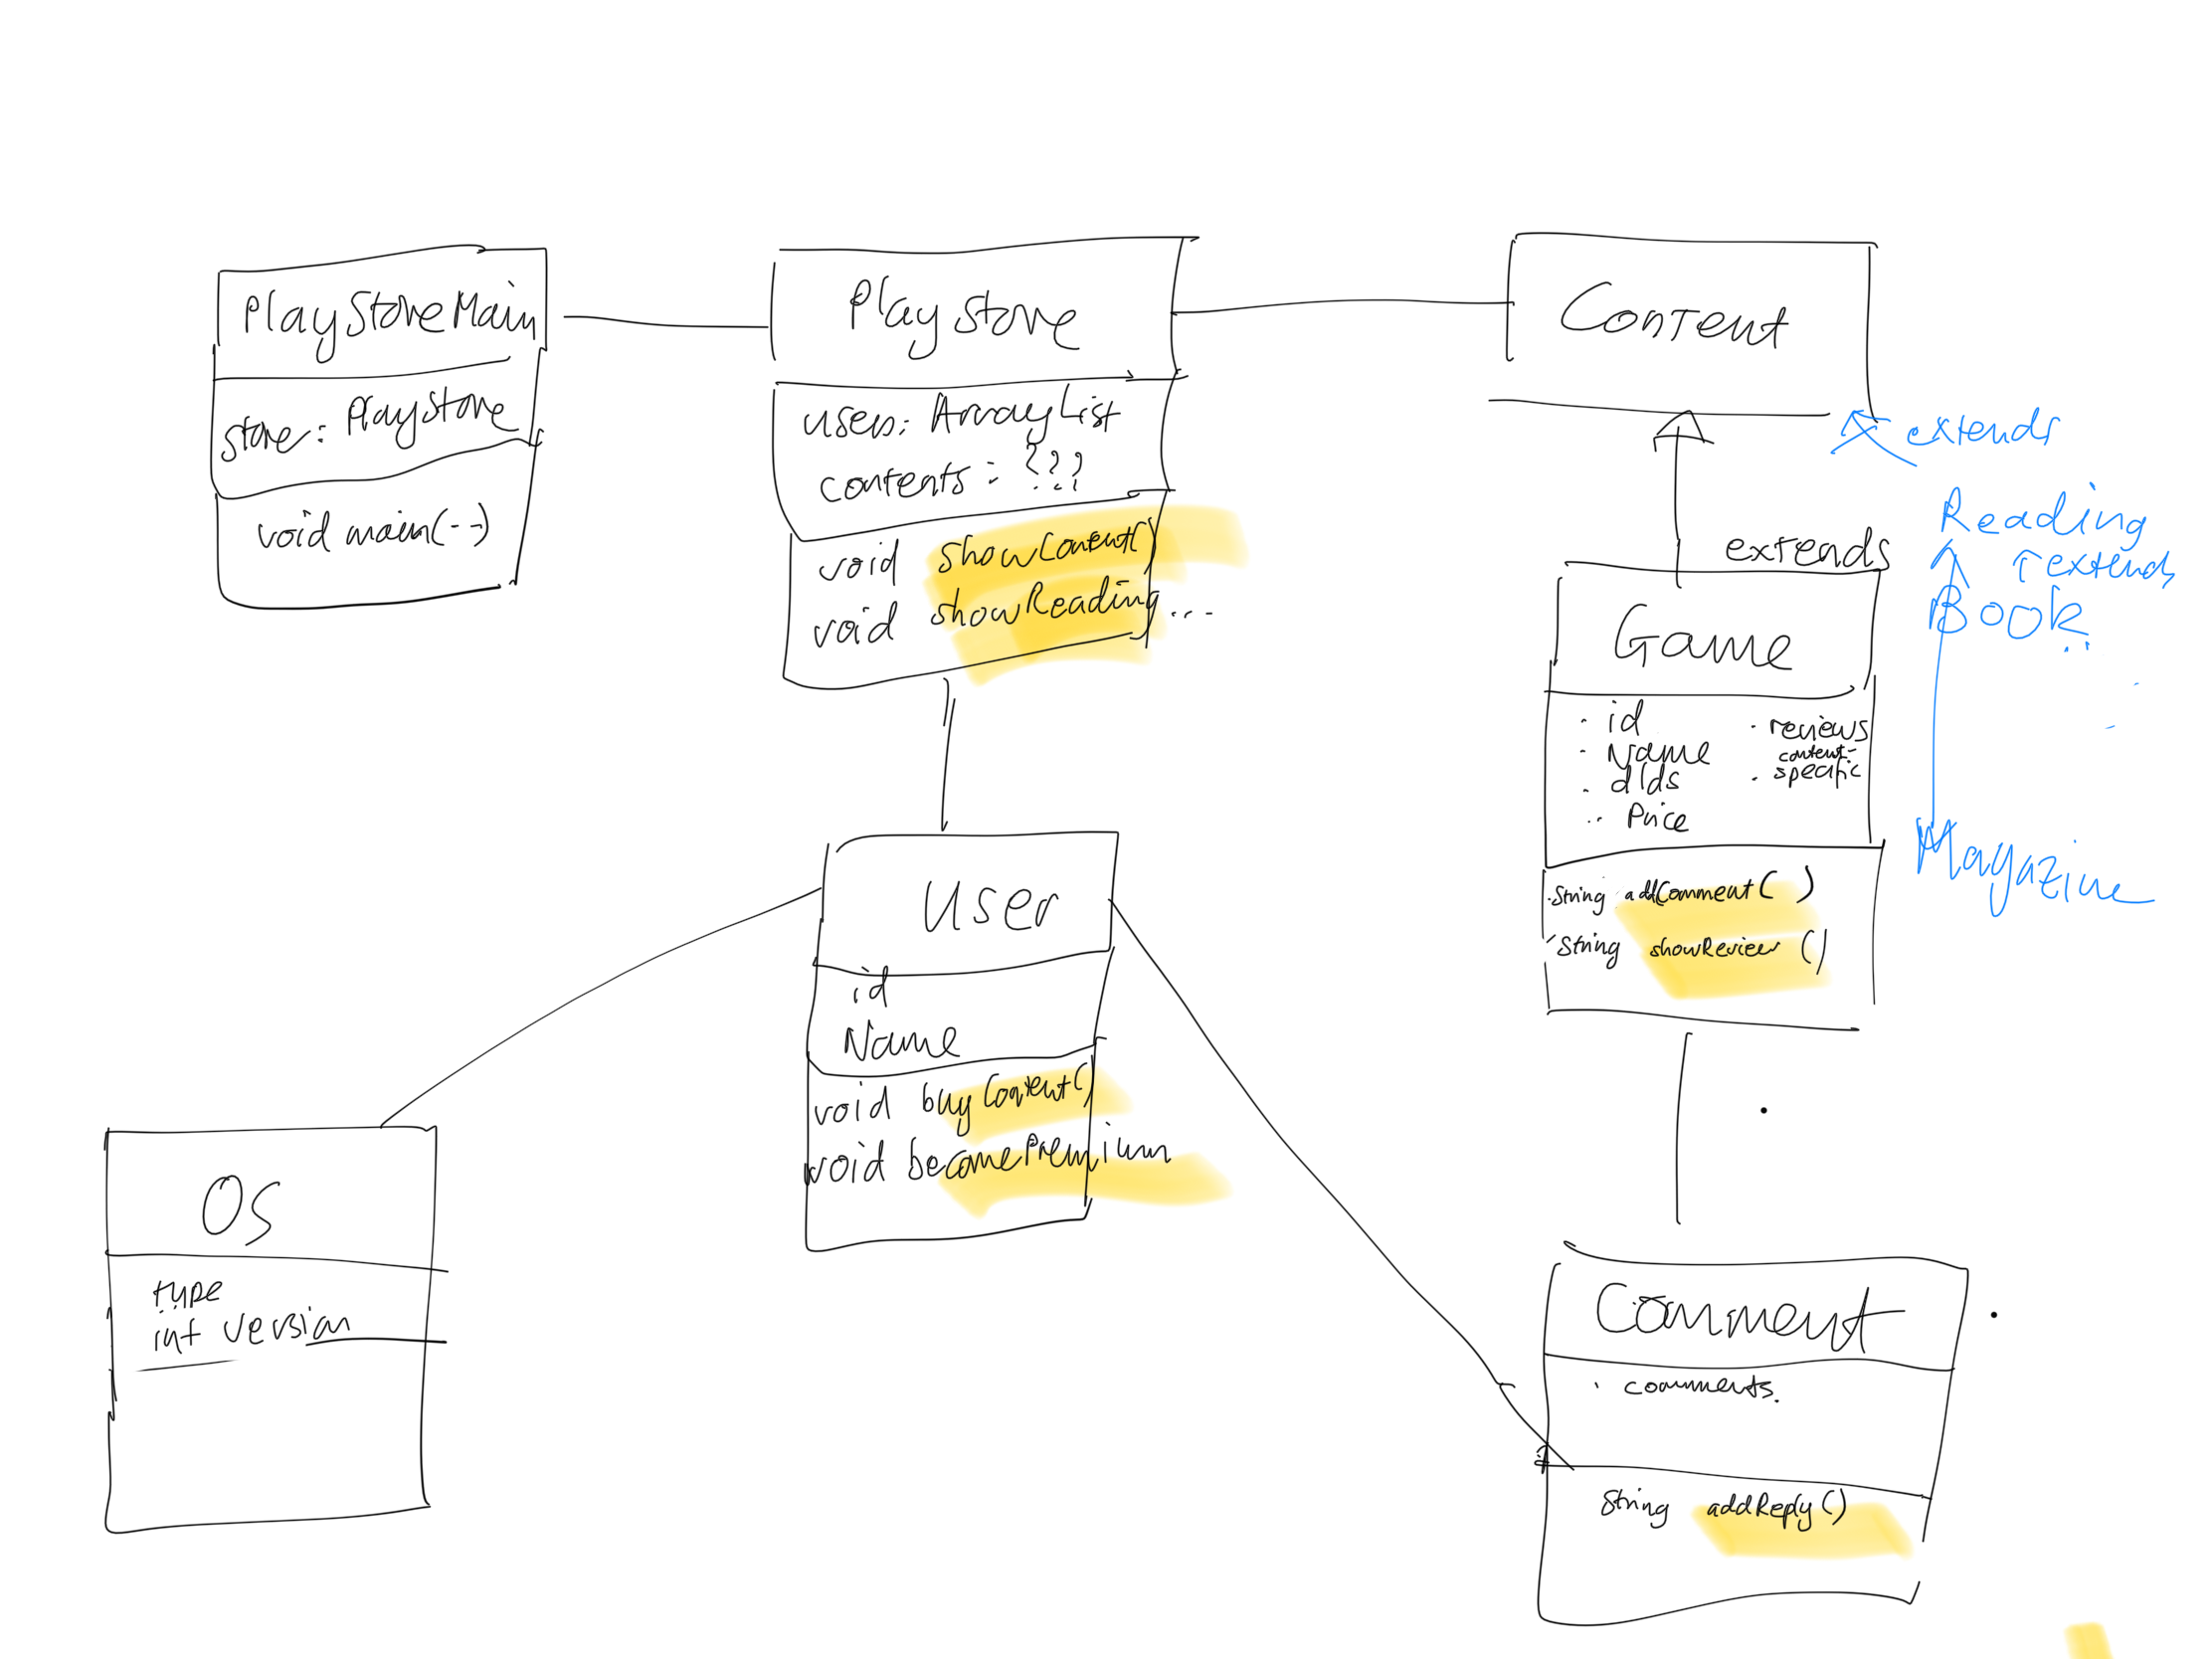 PlayStoreMain
store: PlayStore
void main(--)
Play store
users: ArrayList
contents: ???
void showContent()
void showReading...
Content
extends
Reading
extends
Book
Magazine
extends
Game
· id
· Name
· dlds
· Price
· reviews
· content-
specific
String addComment( )
String showReview ()
User
id
Name
void buyContent()
void becomePremium
OS
type
int version
Comment
· comments.
String addReply()